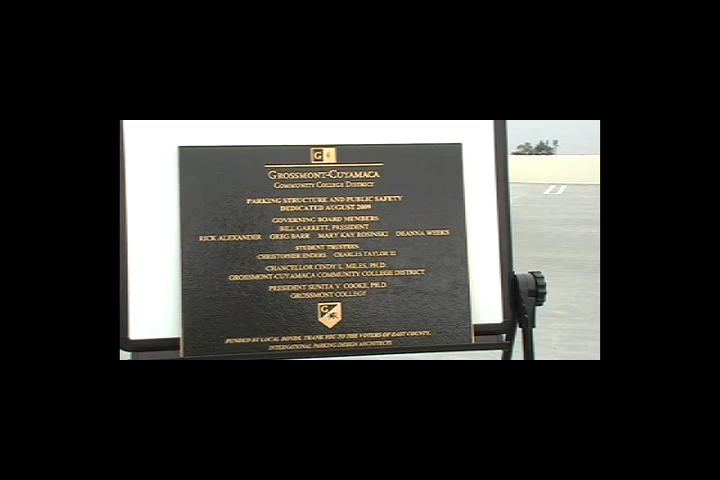 G
GROSSMONT-CUYAMACA
COMMUNITY COLLEGE DISTRICT
PARKING STRUCTURE AND PUBLIC SAFETY
DEDICATED AUGUST 2009
GOVERNING BOARD MEMBERS
BILL GARRETT, PRESIDENT
RICK ALEXANDER GREG BARR MARY KAY ROSINSKI DEANNA WEEKS
STUDENT TRUSTEES
CHRISTOPHER ENDERS CHARLES TAYLOR III
CHANCELLOR CINDY L. MILES, PH.D.
GROSSMONT-CUYAMACA COMMUNITY COLLEGE DISTRICT
PRESIDENT SUNITA V. COOKE, PH.D.
GROSSMONT COLLEGE
G
FUNDED BY LOCAL BONDS. THANK YOU TO THE VOTERS OF EAST COUNTY.
INTERNATIONAL PARKING DESIGN ARCHITECTS